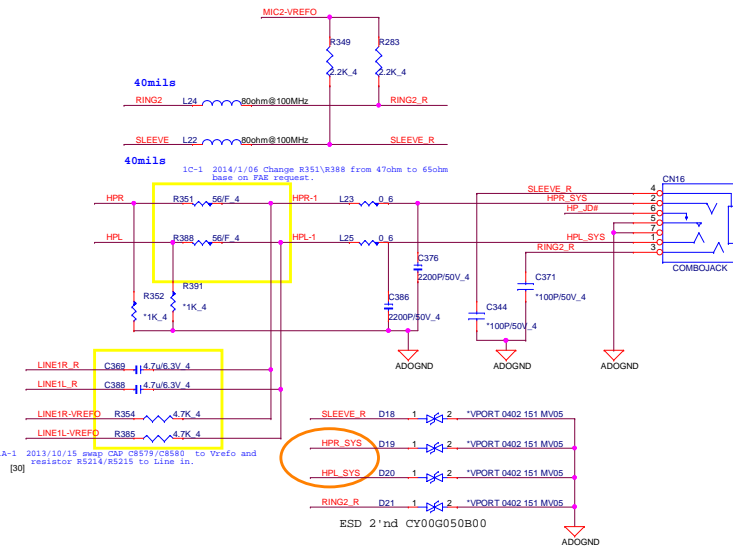 MIC2-VREFO
R349
R283
2.2K_4
2.2K_4
40mils
RING2
L24
80ohm@100MHz
RING2_R
SLEEVE
L22
80ohm@100MHz
SLEEVE_R
40mils
1C-1 2014/1/06 Change R351\R388 from 47ohm to 65ohm
base on FAE request.
CN16
SLEEVE_R
4
HPR
R351
56/F_4
HPR-1
L23
0_6
HPR_SYS
2
HP_JD#
6
5
7
HPL
R388
56/F_4
HPL-1
L25
0_6
HPL_SYS
1
RING2_R
3
COMBOJACK
C376
2200P/50V_4
C371
*100P/50V_4
R391
*1K_4
R352
*1K_4
C386
2200P/50V_4
C344
*100P/50V_4
ADOGND
ADOGND
ADOGND
LINE1R_R
C369
4.7u/6.3V_4
LINE1L_R
C388
4.7u/6.3V_4
LINE1R-VREFO
R354
4.7K_4
LINE1L-VREFO
R385
4.7K_4
A-1 2013/10/15 swap CAP C8579/C8580 to Vrefo and
resistor R5214/R5215 to Line in.
[30]
SLEEVE_R
D18
1
2
*VPORT 0402 151 MV05
HPR_SYS
D19
1
2
*VPORT 0402 151 MV05
HPL_SYS
D20
1
2
*VPORT 0402 151 MV05
RING2_R
D21
1
2
*VPORT 0402 151 MV05
ESD 2'nd CY00G050B00
ADOGND